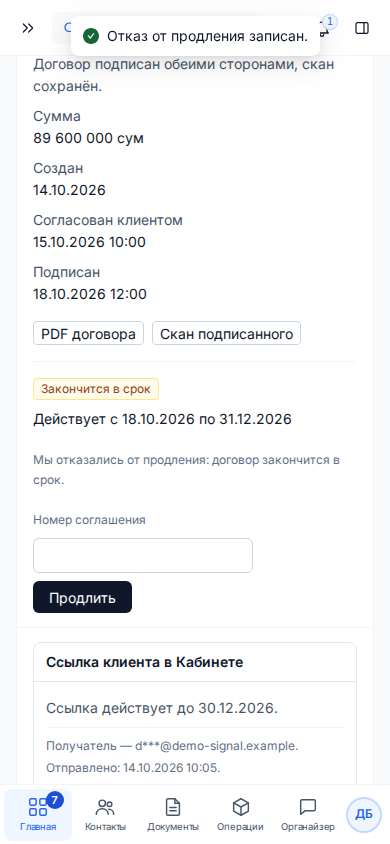 Отказ от продления записан.
1
Договор подписан обеими сторонами, скан
сохранён.
Сумма
89 600 000 сум
Создан
14.10.2026
Согласован клиентом
15.10.2026 10:00
Подписан
18.10.2026 12:00
PDF договора
Скан подписанного
Закончится в срок
Действует с 18.10.2026 по 31.12.2026
Мы отказались от продления: договор закончится в
срок.
Номер соглашения
Продлить
Ссылка клиента в Кабинете
Ссылка действует до 30.12.2026.
Получатель — d***@demo-signal.example.
Отправлено: 14.10.2026 10:05.
7
Главная
Контакты
Документы
Операции
Органайзер
ДБ